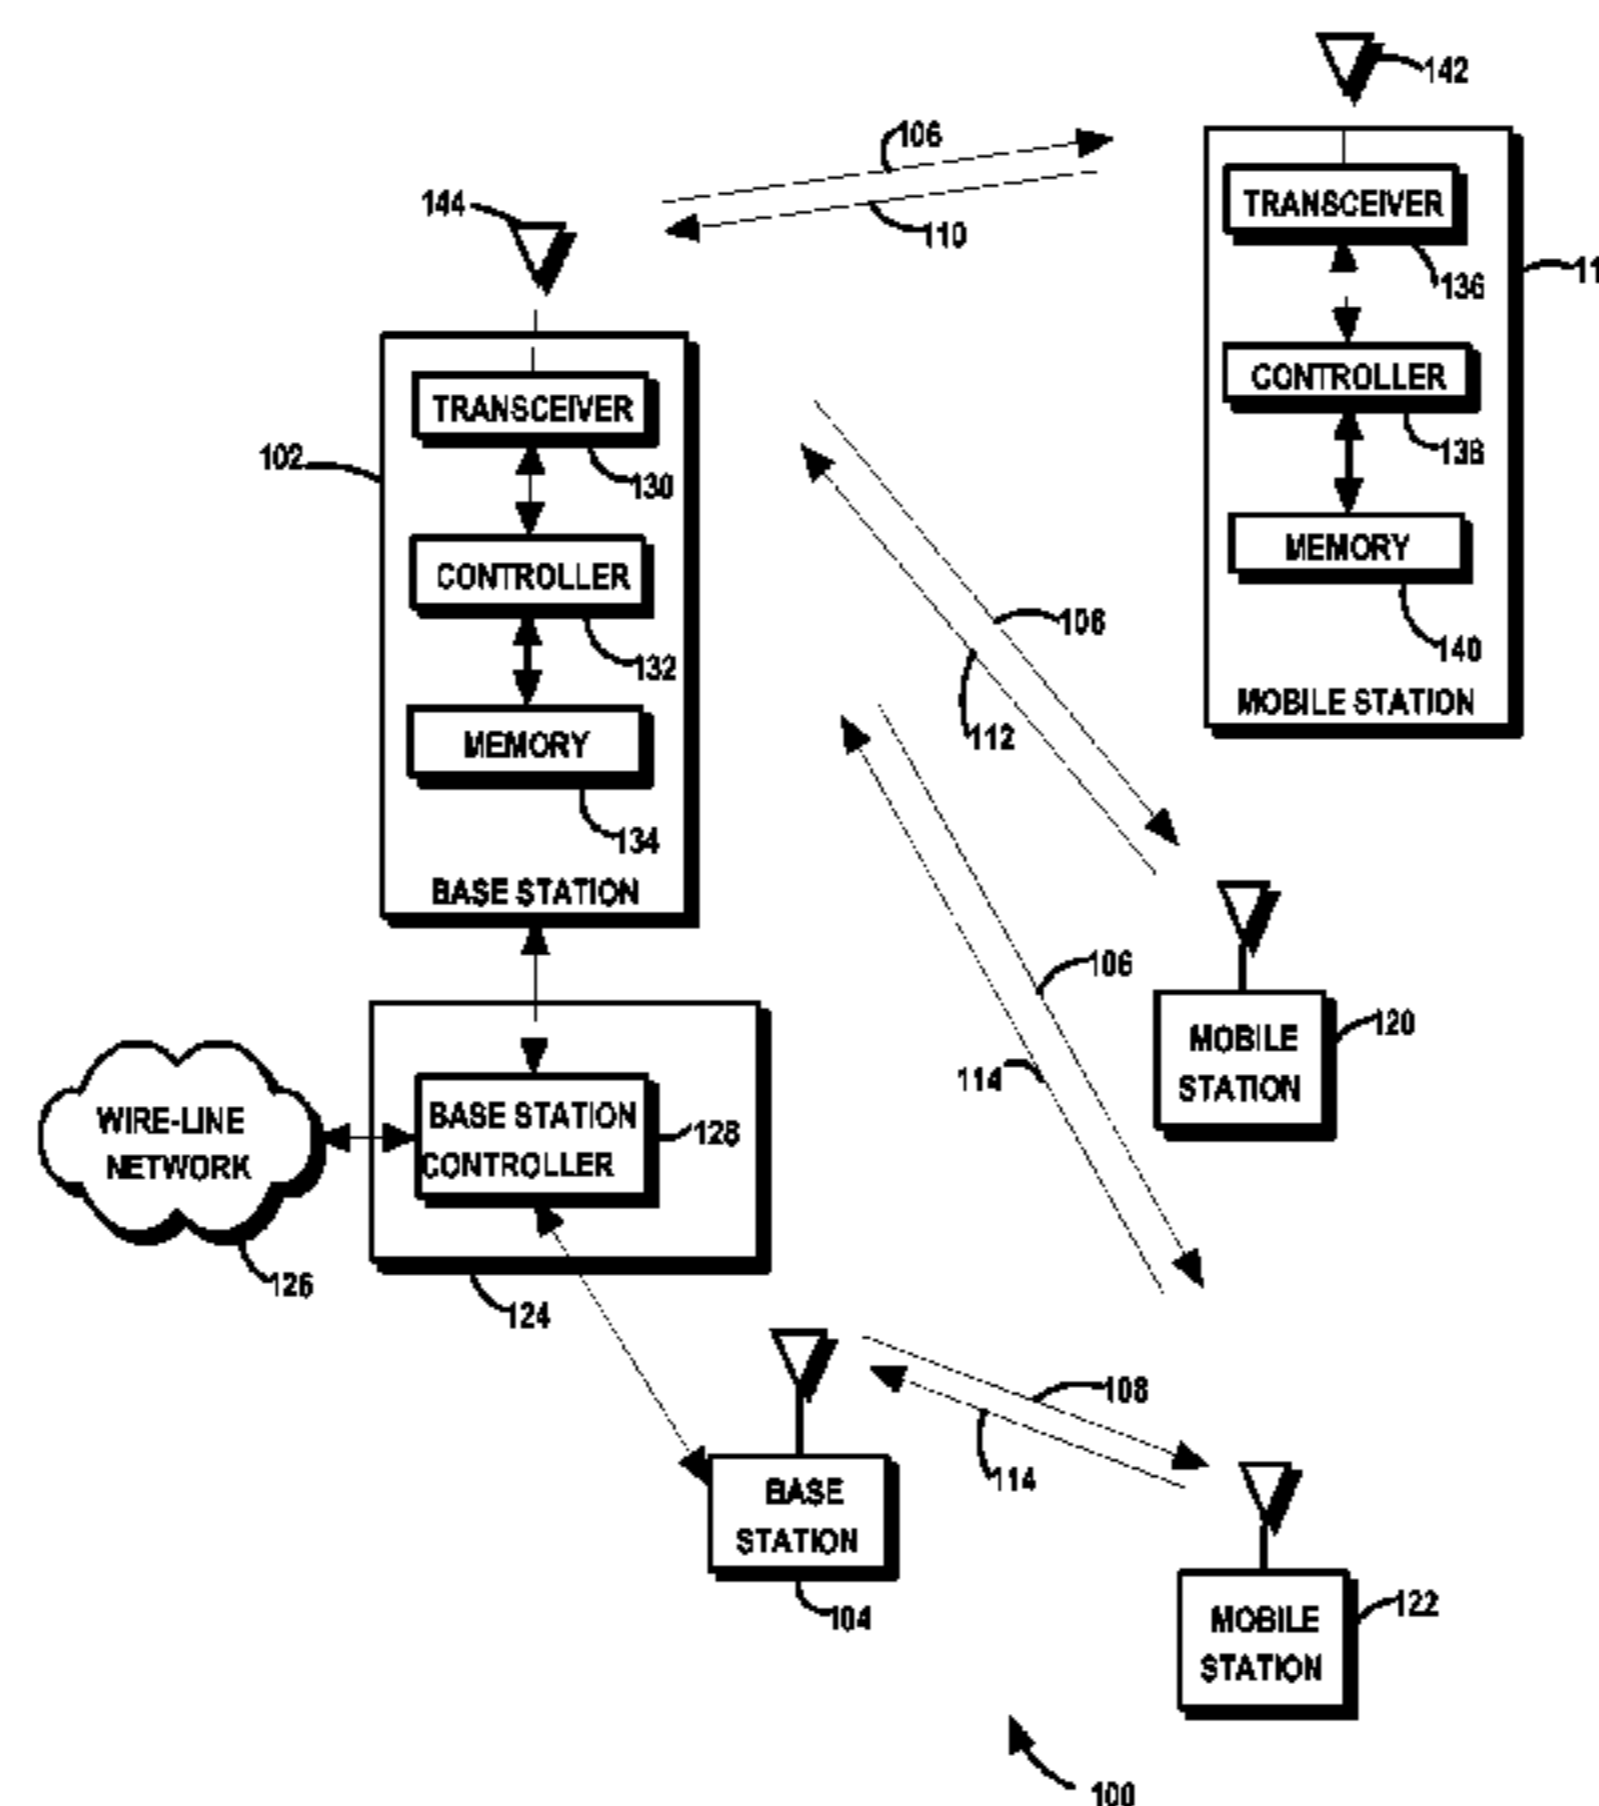 142
106
TRANSCEIVER
144
110
136
11
CONTROLLER
TRANSCEIVER
138
102
130
MEMORY
CONTROLLER
106
140
132
MOBILE STATION
112
MEMORY
134
BASE STATION
106
120
MOBILE
STATION
114
WIRE-LINE
NETWORK
BASE STATION
CONTROLLER
128
126
124
108
114
BASE
STATION
104
122
MOBILE
STATION
100